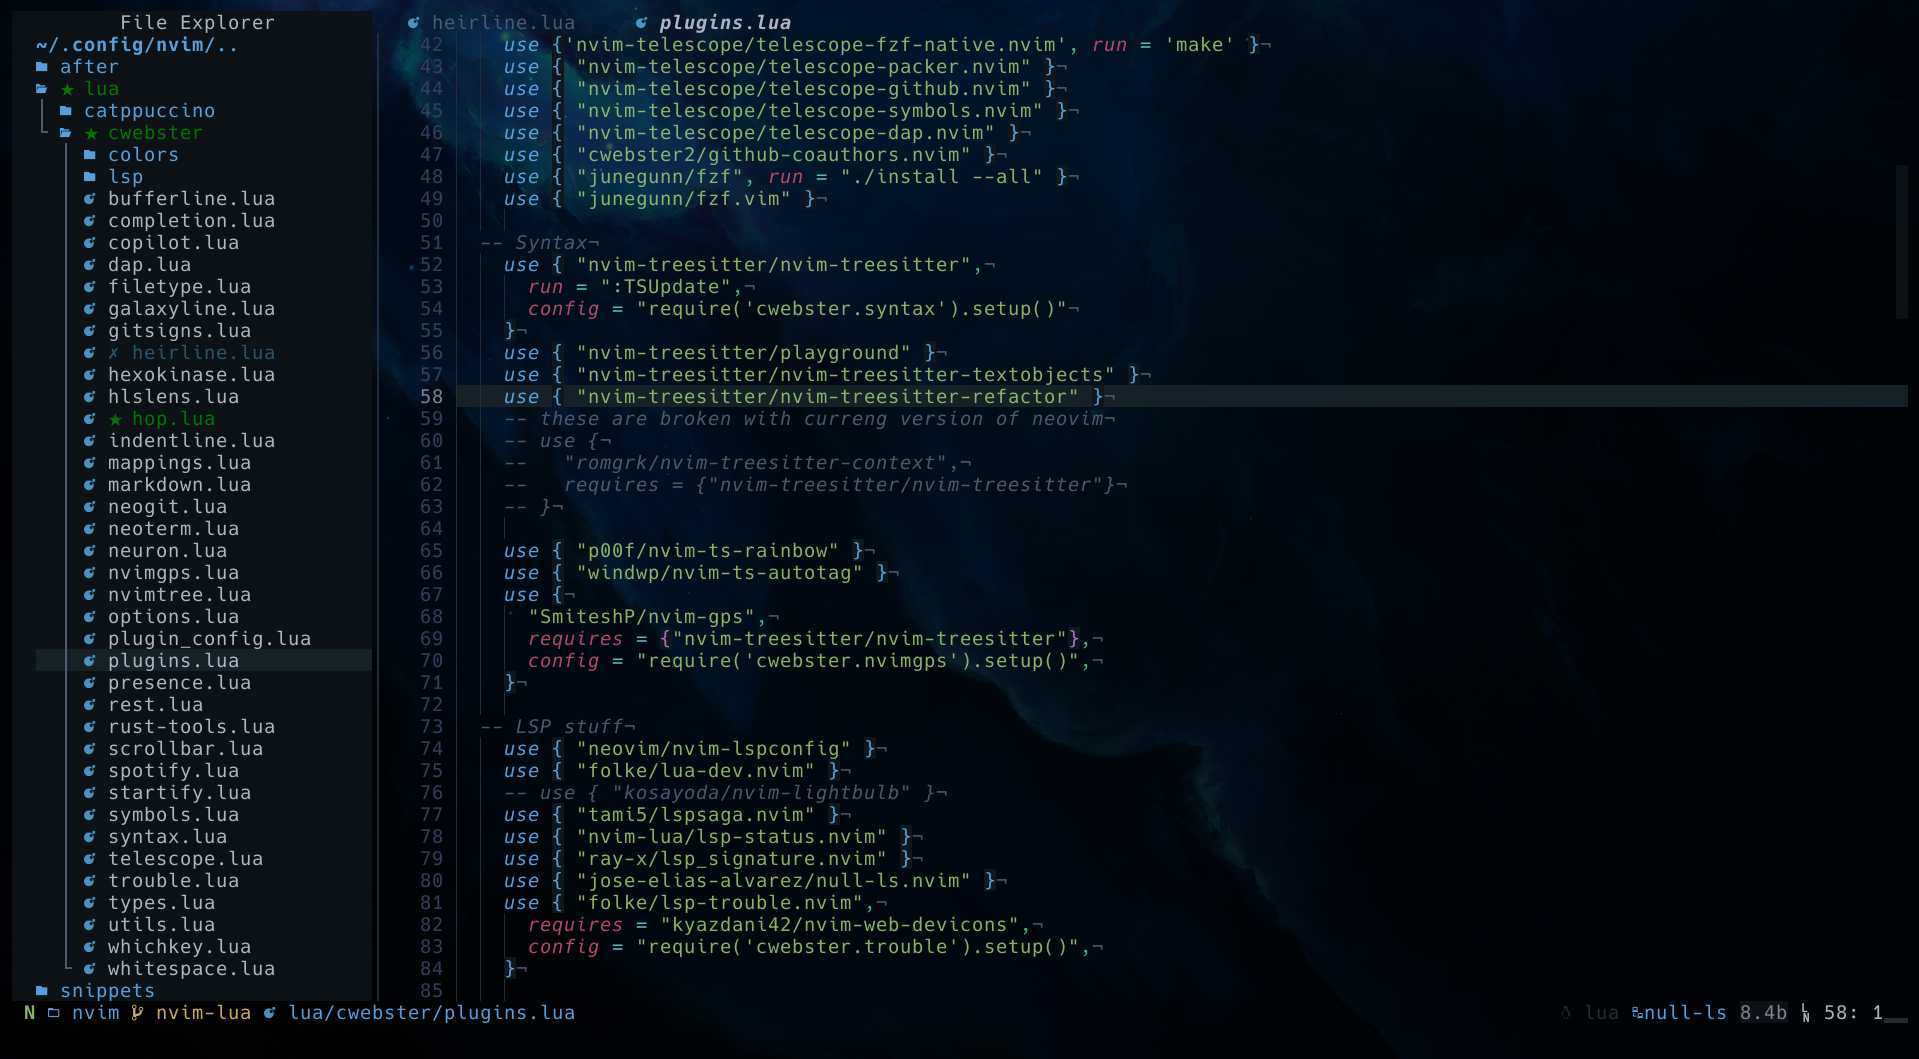 File Explorer
~/.config/nvim/..
after
★ lua
catppuccino
★ cwebster
colors
lsp
bufferline.lua
completion.lua
copilot.lua
dap.lua
filetype.lua
galaxyline.lua
gitsigns.lua
✗ heirline.lua
hexokinase.lua
hlslens.lua
★ hop.lua
indentline.lua
mappings.lua
markdown.lua
neogit.lua
neoterm.lua
neuron.lua
nvimgps.lua
nvimtree.lua
options.lua
plugin_config.lua
plugins.lua
presence.lua
rest.lua
rust-tools.lua
scrollbar.lua
spotify.lua
startify.lua
symbols.lua
syntax.lua
telescope.lua
trouble.lua
types.lua
utils.lua
whichkey.lua
whitespace.lua
snippets
heirline.lua plugins.lua
42 use {'nvim-telescope/telescope-fzf-native.nvim', run = 'make' }¬
43 use { "nvim-telescope/telescope-packer.nvim" }¬
44 use { "nvim-telescope/telescope-github.nvim" }¬
45 use { "nvim-telescope/telescope-symbols.nvim" }¬
46 use { "nvim-telescope/telescope-dap.nvim" }¬
47 use { "cwebster2/github-coauthors.nvim" }¬
48 use { "junegunn/fzf", run = "./install --all" }¬
49 use { "junegunn/fzf.vim" }¬
50
51 -- Syntax¬
52 use { "nvim-treesitter/nvim-treesitter",¬
53 run = ":TSUpdate",¬
54 config = "require('cwebster.syntax').setup()"¬
55 }¬
56 use { "nvim-treesitter/playground" }¬
57 use { "nvim-treesitter/nvim-treesitter-textobjects" }¬
58 use { "nvim-treesitter/nvim-treesitter-refactor" }¬
59 -- these are broken with curreng version of neovim¬
60 -- use {¬
61 -- "romgrk/nvim-treesitter-context",¬
62 -- requires = {"nvim-treesitter/nvim-treesitter"}¬
63 -- }¬
64
65 use { "p00f/nvim-ts-rainbow" }¬
66 use { "windwp/nvim-ts-autotag" }¬
67 use {¬
68 "SmiteshP/nvim-gps",¬
69 requires = {"nvim-treesitter/nvim-treesitter"},¬
70 config = "require('cwebster.nvimgps').setup()",¬
71 }¬
72
73 -- LSP stuff¬
74 use { "neovim/nvim-lspconfig" }¬
75 use { "folke/lua-dev.nvim" }¬
76 -- use { "kosayoda/nvim-lightbulb" }¬
77 use { "tami5/lspsaga.nvim" }¬
78 use { "nvim-lua/lsp-status.nvim" }¬
79 use { "ray-x/lsp_signature.nvim" }¬
80 use { "jose-elias-alvarez/null-ls.nvim" }¬
81 use { "folke/lsp-trouble.nvim",¬
82 requires = "kyazdani42/nvim-web-devicons",¬
83 config = "require('cwebster.trouble').setup()",¬
84 }¬
85
N nvim nvim-lua lua/cwebster/plugins.lua lua null-ls 8.4b LN 58: 1